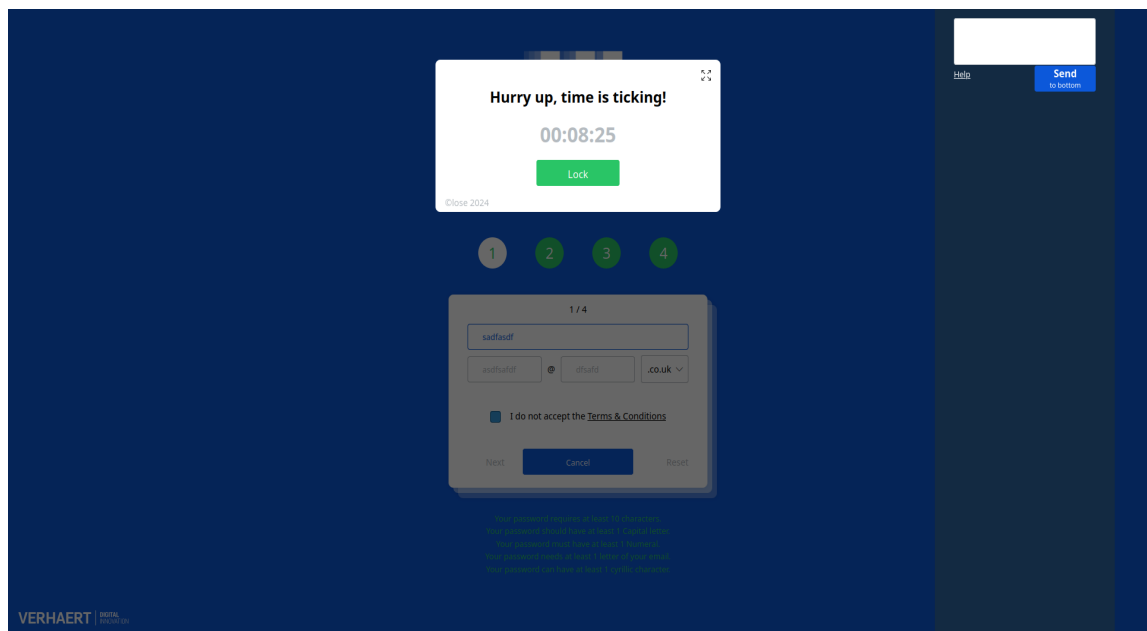 Hurry up, time is ticking!
00:08:25
Lock
©lose 2024
Help
Send
to bottom
1 2 3 4
1 / 4
sadfasdf
@ .co.uk
I do not accept the Terms & Conditions
Next Cancel Reset
Your password requires at least 10 characters.
Your password should have at least 1 Capital letter.
Your password must have at least 1 Numeral.
Your password needs at least 1 letter of your email.
Your password can have at least 1 cyrillic character.
VERHAERT DIGITAL
INNOVATION